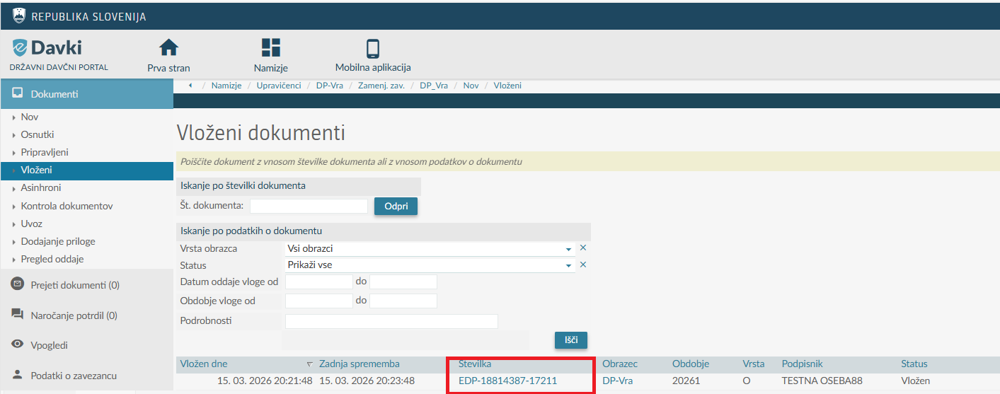 REPUBLIKA SLOVENIJA
eDavki
DRŽAVNI DAVČNI PORTAL
Prva stran
Namizje
Mobilna aplikacija
Dokumenti
Nov
Osnutki
Pripravljeni
Vloženi
Asinhroni
Kontrola dokumentov
Uvoz
Dodajanje priloge
Pregled oddaje
Prejeti dokumenti (0)
Naročanje potrdil (0)
Vpogledi
Podatki o zavezancu
/ Namizje / Upravičenci / DP-Vra / Zamenj. zav. / DP_Vra / Nov / Vloženi
Vloženi dokumenti
Poiščite dokument z vnosom številke dokumenta ali z vnosom podatkov o dokumentu
Iskanje po številki dokumenta
Št. dokumenta:
Odpri
Iskanje po podatkih o dokumentu
Vrsta obrazca Vsi obrazci
Status Prikaži vse
Datum oddaje vloge od do
Obdobje vloge od do
Podrobnosti
Išči
Vložen dne Zadnja sprememba Številka Obrazec Obdobje Vrsta Podpisnik Status
15. 03. 2026 20:21:48 15. 03. 2026 20:23:48 EDP-18814387-17211 DP-Vra 20261 O TESTNA OSEBA88 Vložen